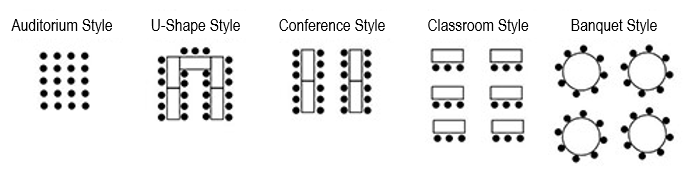 Auditorium Style
U-Shape Style
Conference Style
Classroom Style
Banquet Style